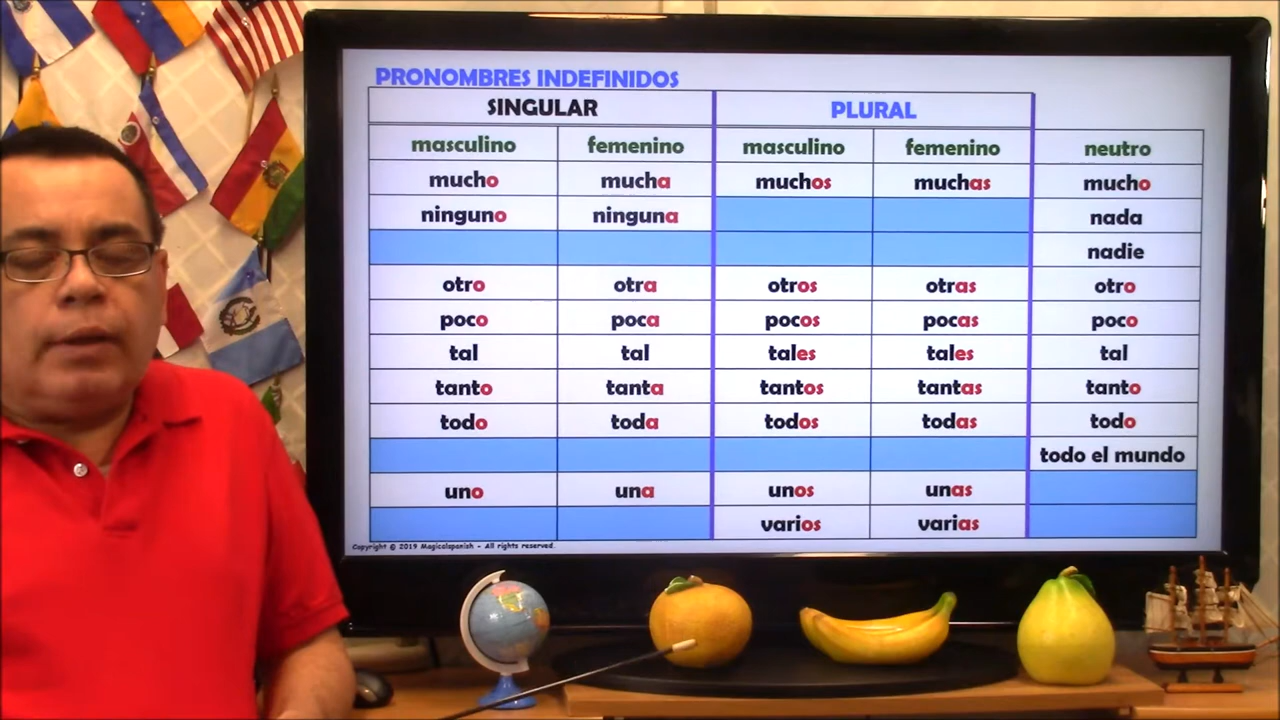 PRONOMBRES INDEFINIDOS
SINGULAR PLURAL
masculino femenino masculino femenino neutro
mucho mucha muchos muchas mucho
ninguno ninguna nada
nadie
otro otra otros otras otro
poco poca pocos pocas poco
tal tal tales tales tal
tanto tanta tantos tantas tanto
todo toda todos todas todo
todo el mundo
uno una unos unas
varios varias
Copyright © 2019 Magicalspanish - All rights reserved.